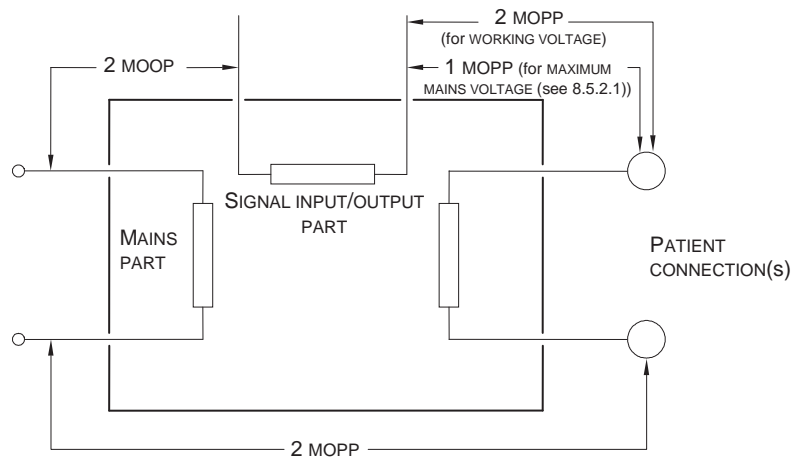 2 MOPP
(for WORKING VOLTAGE)
2 MOOP
1 MOPP (for MAXIMUM
MAINS VOLTAGE (see 8.5.2.1))
SIGNAL INPUT/OUTPUT
PART
MAINS
PART
PATIENT
CONNECTION(s)
2 MOPP